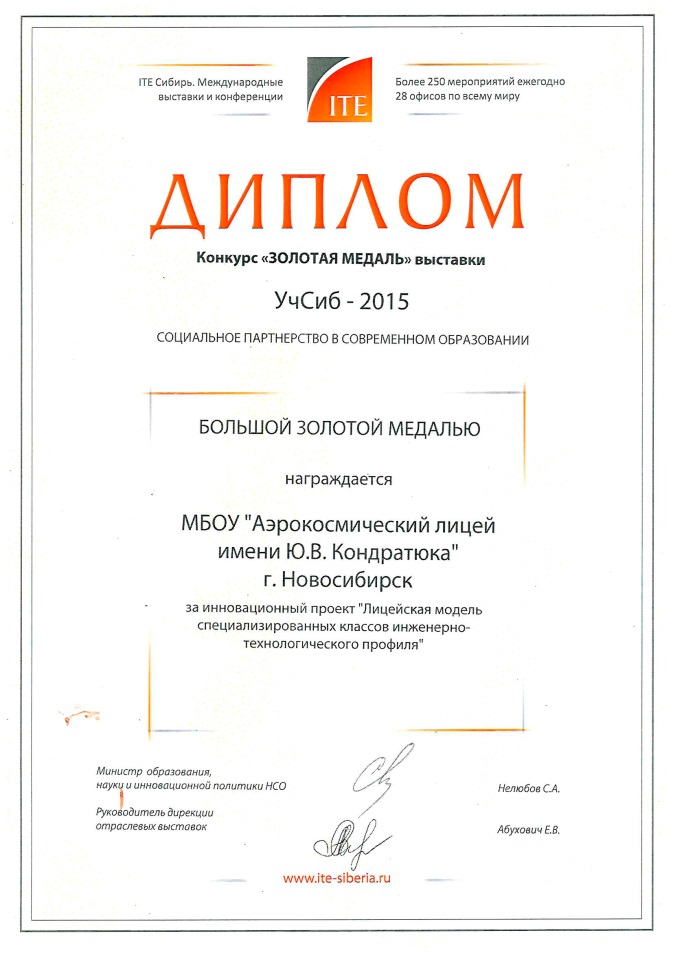 ITE Сибирь. Международные
выставки и конференции
ITE
Более 250 мероприятий ежегодно
28 офисов по всему миру
ДИПЛОМ
Конкурс «ЗОЛОТАЯ МЕДАЛЬ» выставки
УчСиб - 2015
СОЦИАЛЬНОЕ ПАРТНЕРСТВО В СОВРЕМЕННОМ ОБРАЗОВАНИИ
БОЛЬШОЙ ЗОЛОТОЙ МЕДАЛЬЮ
награждается
МБОУ "Аэрокосмический лицей
имени Ю.В. Кондратюка"
г. Новосибирск
за инновационный проект "Лицейская модель
специализированных классов инженерно-
технологического профиля"
Министр образования,
науки и инновационной политики НСО
Нелюбов С.А.
Руководитель дирекции
отраслевых выставок
Абухович Е.В.
www.ite-siberia.ru